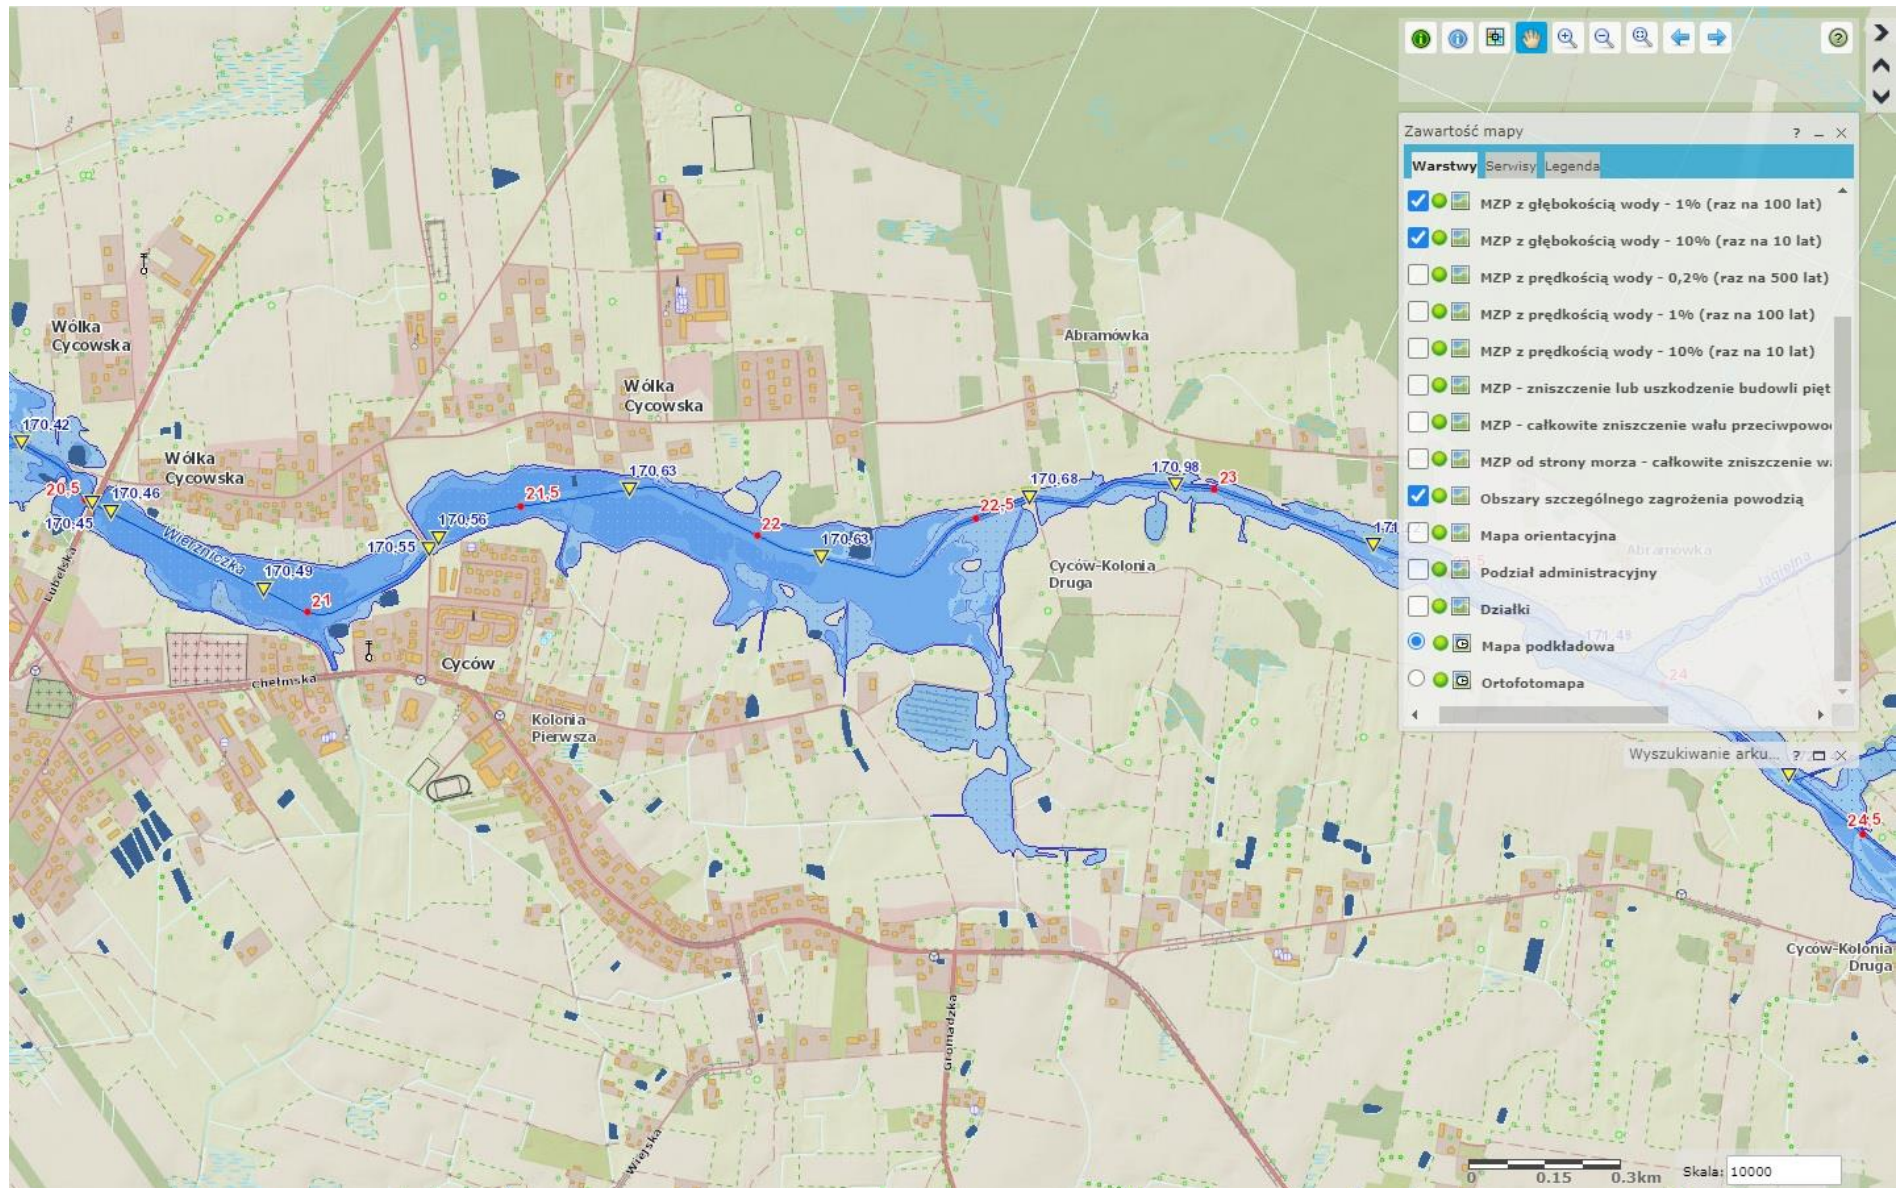 Zawartość mapy
?
Warstwy Serwisy Legenda
MZP z głębokością wody - 1% (raz na 100 lat)
MZP z głębokością wody - 10% (raz na 10 lat)
MZP z prędkością wody - 0,2% (raz na 500 lat)
MZP z prędkością wody - 1% (raz na 100 lat)
MZP z prędkością wody - 10% (raz na 10 lat)
MZP - zniszczenie lub uszkodzenie budowli pięt
MZP - całkowite zniszczenie wału przeciwpowo
MZP od strony morza - całkowite zniszczenie w
Obszary szczególnego zagrożenia powodzią
Mapa orientacyjna
Podział administracyjny
Działki
Mapa podkładowa
Ortofotomapa
Wyszukiwanie arku... ?
Wólka
Cycowska
Abramówka
Wólka
Cycowska
170,42
Wólka
Cycowska
20,5
170,46
170,45
Wierzniczka
170,49
21
170,55
170,56
21,5
170,63
22
170,63
22,5
170,68
170,98
23
171
Abramówka
Jagielna
171,48
24
24,5
Lubelska
Chełmska
Cyców
Kolonia
Pierwsza
Cyców-Kolonia
Druga
Cyców-Kolonia
Druga
Gromadzka
Wiejska
0 0.15 0.3km
Skala: 10000